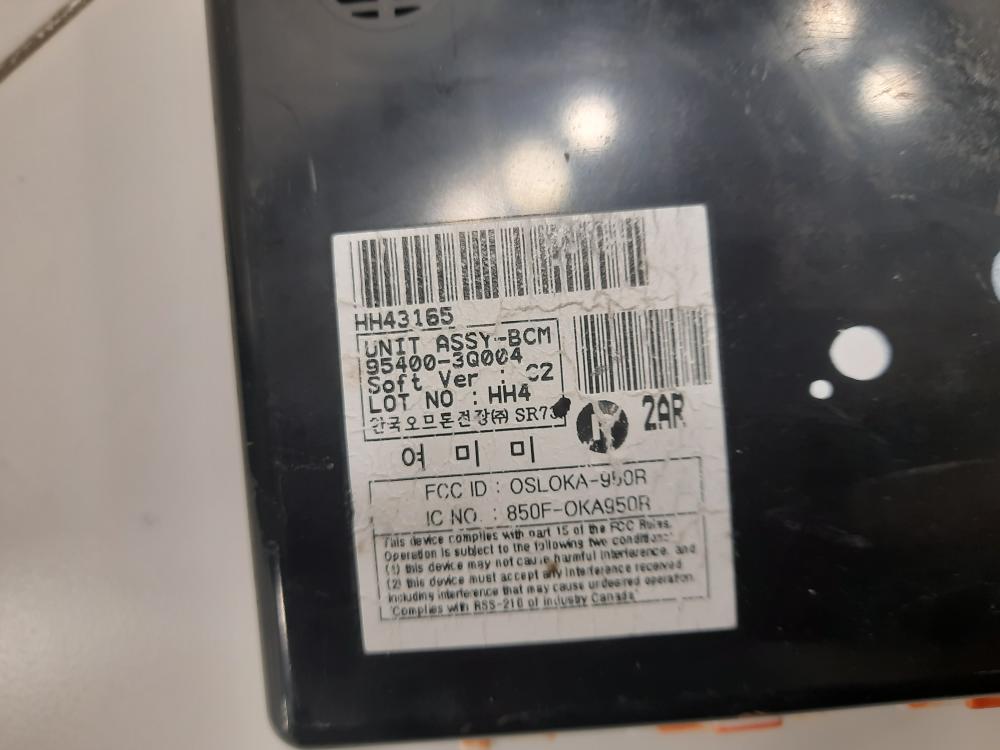 HH43165
UNIT ASSY-BCM
95400-3Q004
Soft Ver : C2
LOT NO : HH4
한국오므론전장(주) SR73
2AR
여 미 미
FCC ID : OSLOKA-950R
IC NO. : 850F-OKA950R
This device complies with part 15 of the FCC Rules.
Operation is subject to the following two conditions:
(1) this device may not cause harmful interference, and
(2) this device must accept any interference received
including interference that may cause undesired operation.
"Complies with RSS-210 of Industry Canada"